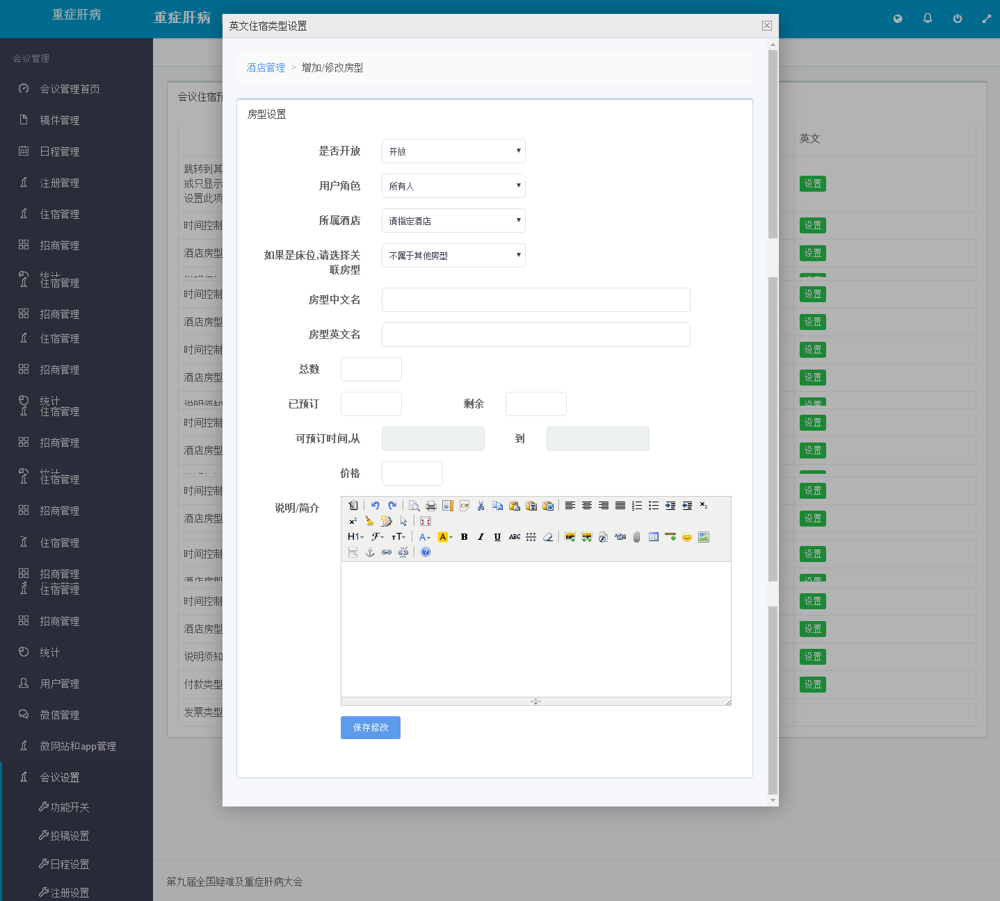 重症肝病
重症肝病
英文住宿类型设置
酒店管理 > 增加/修改房型
房型设置
是否开放 开放
用户角色 所有人
所属酒店 请指定酒店
如果是床位,请选择关
联房型 不属于其他房型
房型中文名
房型英文名
总数
已预订 剩余
可预订时间,从 到
价格
说明/简介
H1 F TT A A B I U ABC
保存修改
会议管理
会议管理首页
稿件管理
日程管理
注册管理
住宿管理
招商管理
统计
住宿管理
招商管理
住宿管理
招商管理
统计
住宿管理
招商管理
统计
住宿管理
招商管理
住宿管理
招商管理
住宿管理
招商管理
统计
用户管理
微信管理
微网站和app管理
会议设置
功能开关
投稿设置
日程设置
注册设置
会议住宿预
英文
跳转到其
或只显示
设置此项
设置
时间控制 设置
酒店房型 设置
时间控制 设置
酒店房型 设置
时间控制 设置
酒店房型 设置
说明须知 设置
时间控制 设置
酒店房型 设置
时间控制 设置
酒店房型 设置
时间控制 设置
酒店房型 设置
时间控制 设置
酒店房型 设置
说明须知 设置
付款类型 设置
发票类型
第九届全国疑难及重症肝病大会